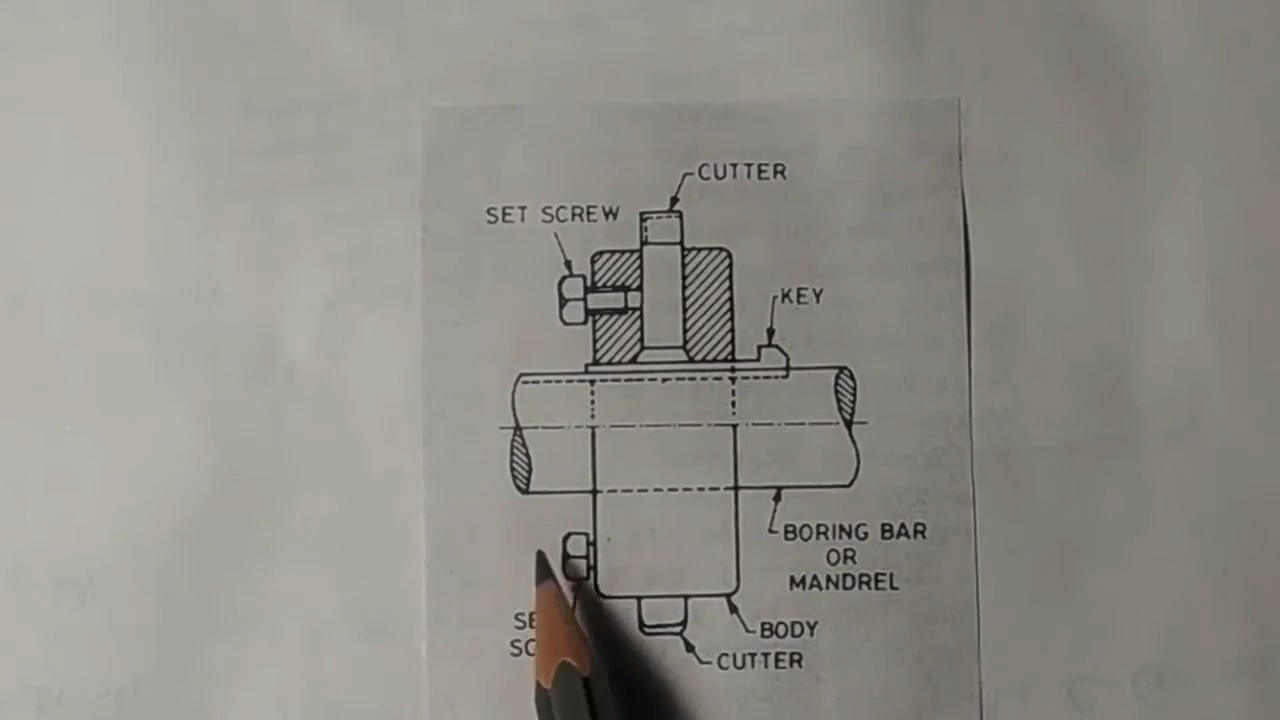 CUTTER
SET SCREW
KEY
BORING BAR
OR
MANDREL
BODY
CUTTER